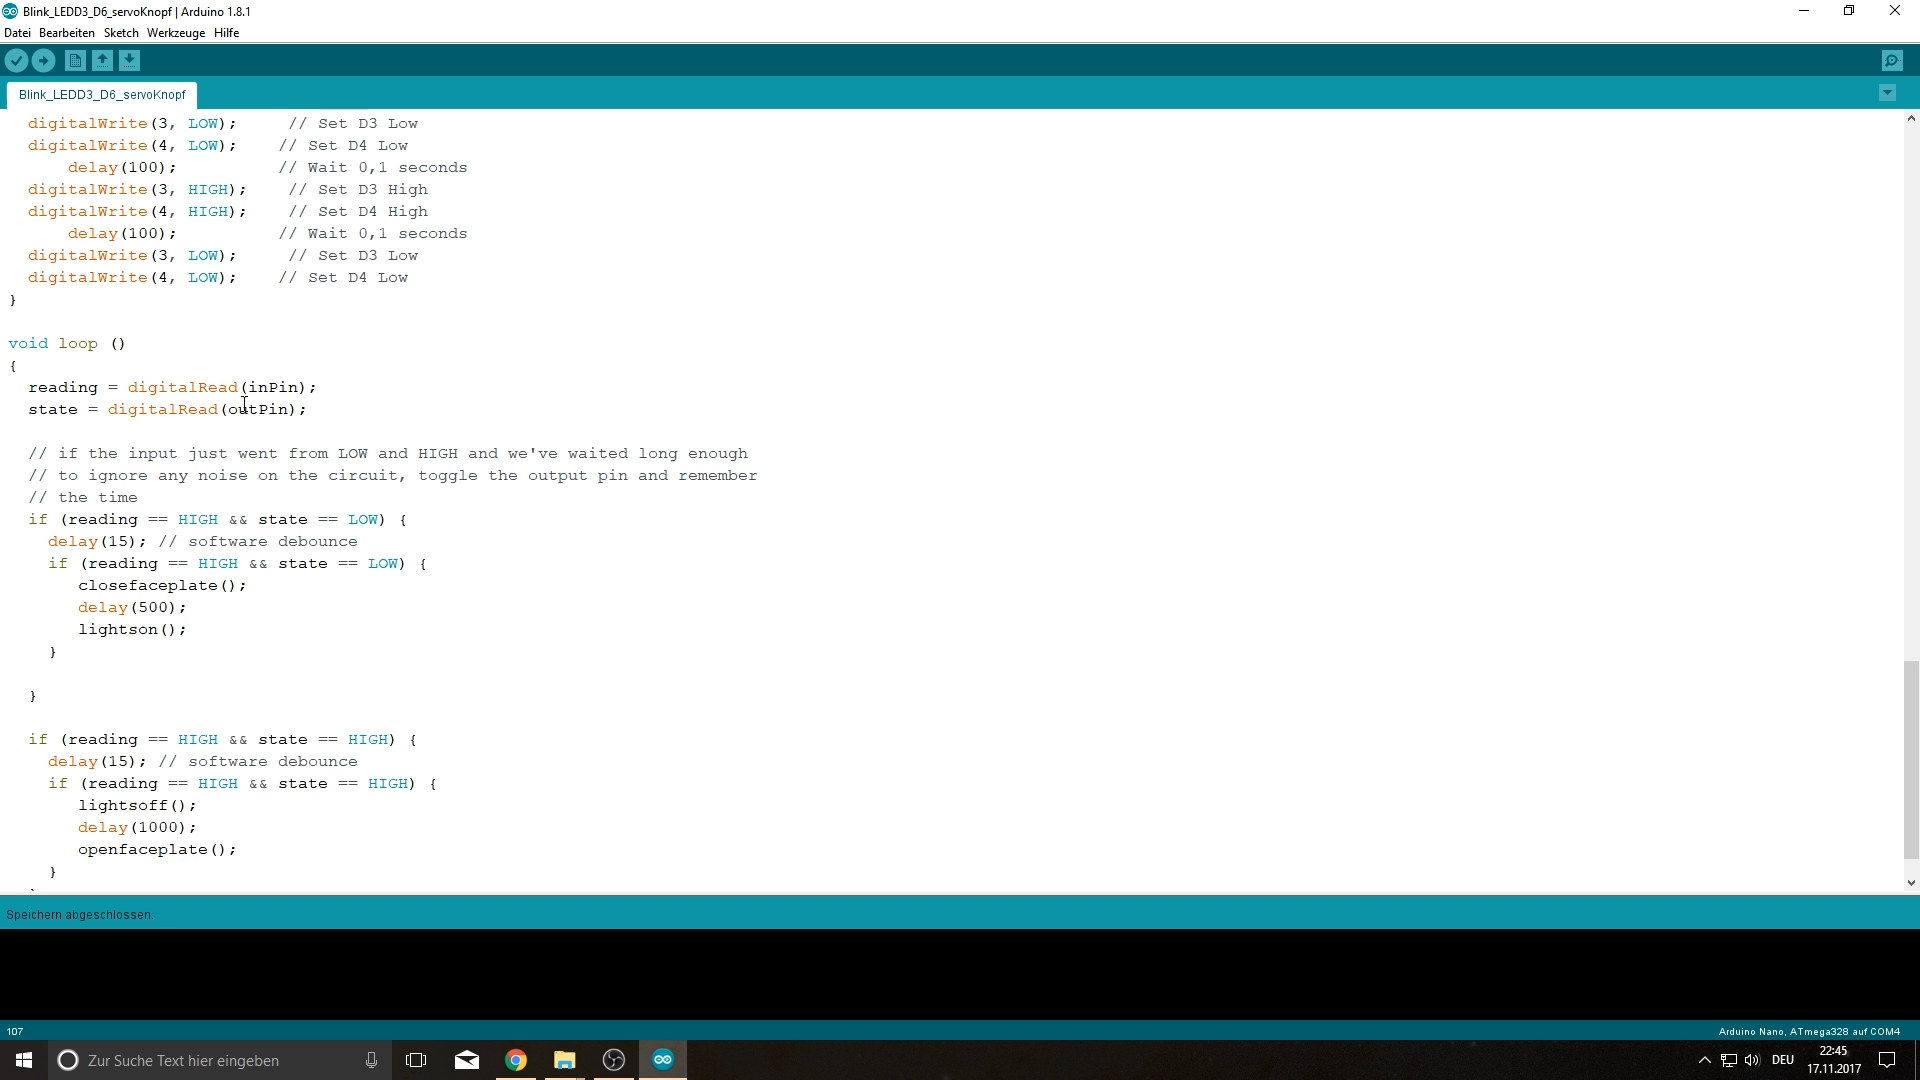 Blink_LEDD3_D6_servoKnopf | Arduino 1.8.1
Datei Bearbeiten Sketch Werkzeuge Hilfe
Blink_LEDD3_D6_servoKnopf
digitalWrite(3, LOW);     // Set D3 Low
digitalWrite(4, LOW);    // Set D4 Low
delay(100);          // Wait 0,1 seconds
digitalWrite(3, HIGH);    // Set D3 High
digitalWrite(4, HIGH);   // Set D4 High
delay(100);          // Wait 0,1 seconds
digitalWrite(3, LOW);     // Set D3 Low
digitalWrite(4, LOW);    // Set D4 Low
}
void loop ()
{
reading = digitalRead(inPin);
state = digitalRead(outPin);
// if the input just went from LOW and HIGH and we've waited long enough
// to ignore any noise on the circuit, toggle the output pin and remember
// the time
if (reading == HIGH && state == LOW) {
delay(15); // software debounce
if (reading == HIGH && state == LOW) {
closefaceplate();
delay(500);
lightson();
}
}
if (reading == HIGH && state == HIGH) {
delay(15); // software debounce
if (reading == HIGH && state == HIGH) {
lightsoff();
delay(1000);
openfaceplate();
}
Speichern abgeschlossen.
107
Arduino Nano, ATmega328 auf COM4
Zur Suche Text hier eingeben
DEU
22:45
17.11.2017